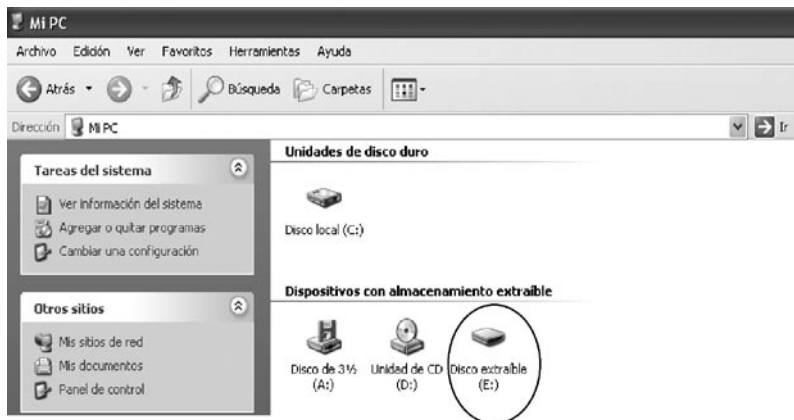 Mi PC
Archivo Edición Ver Favoritos Herramientas Ayuda
Atrás Búsqueda Carpetas
Dirección Mi PC Ir
Tareas del sistema
Ver información del sistema
Agregar o quitar programas
Cambiar una configuración
Otros sitios
Mis sitios de red
Mis documentos
Panel de control
Unidades de disco duro
Disco local (C:)
Dispositivos con almacenamiento extraíble
Disco de 3½ (A:)
Unidad de CD (D:)
Disco extraíble (E:)